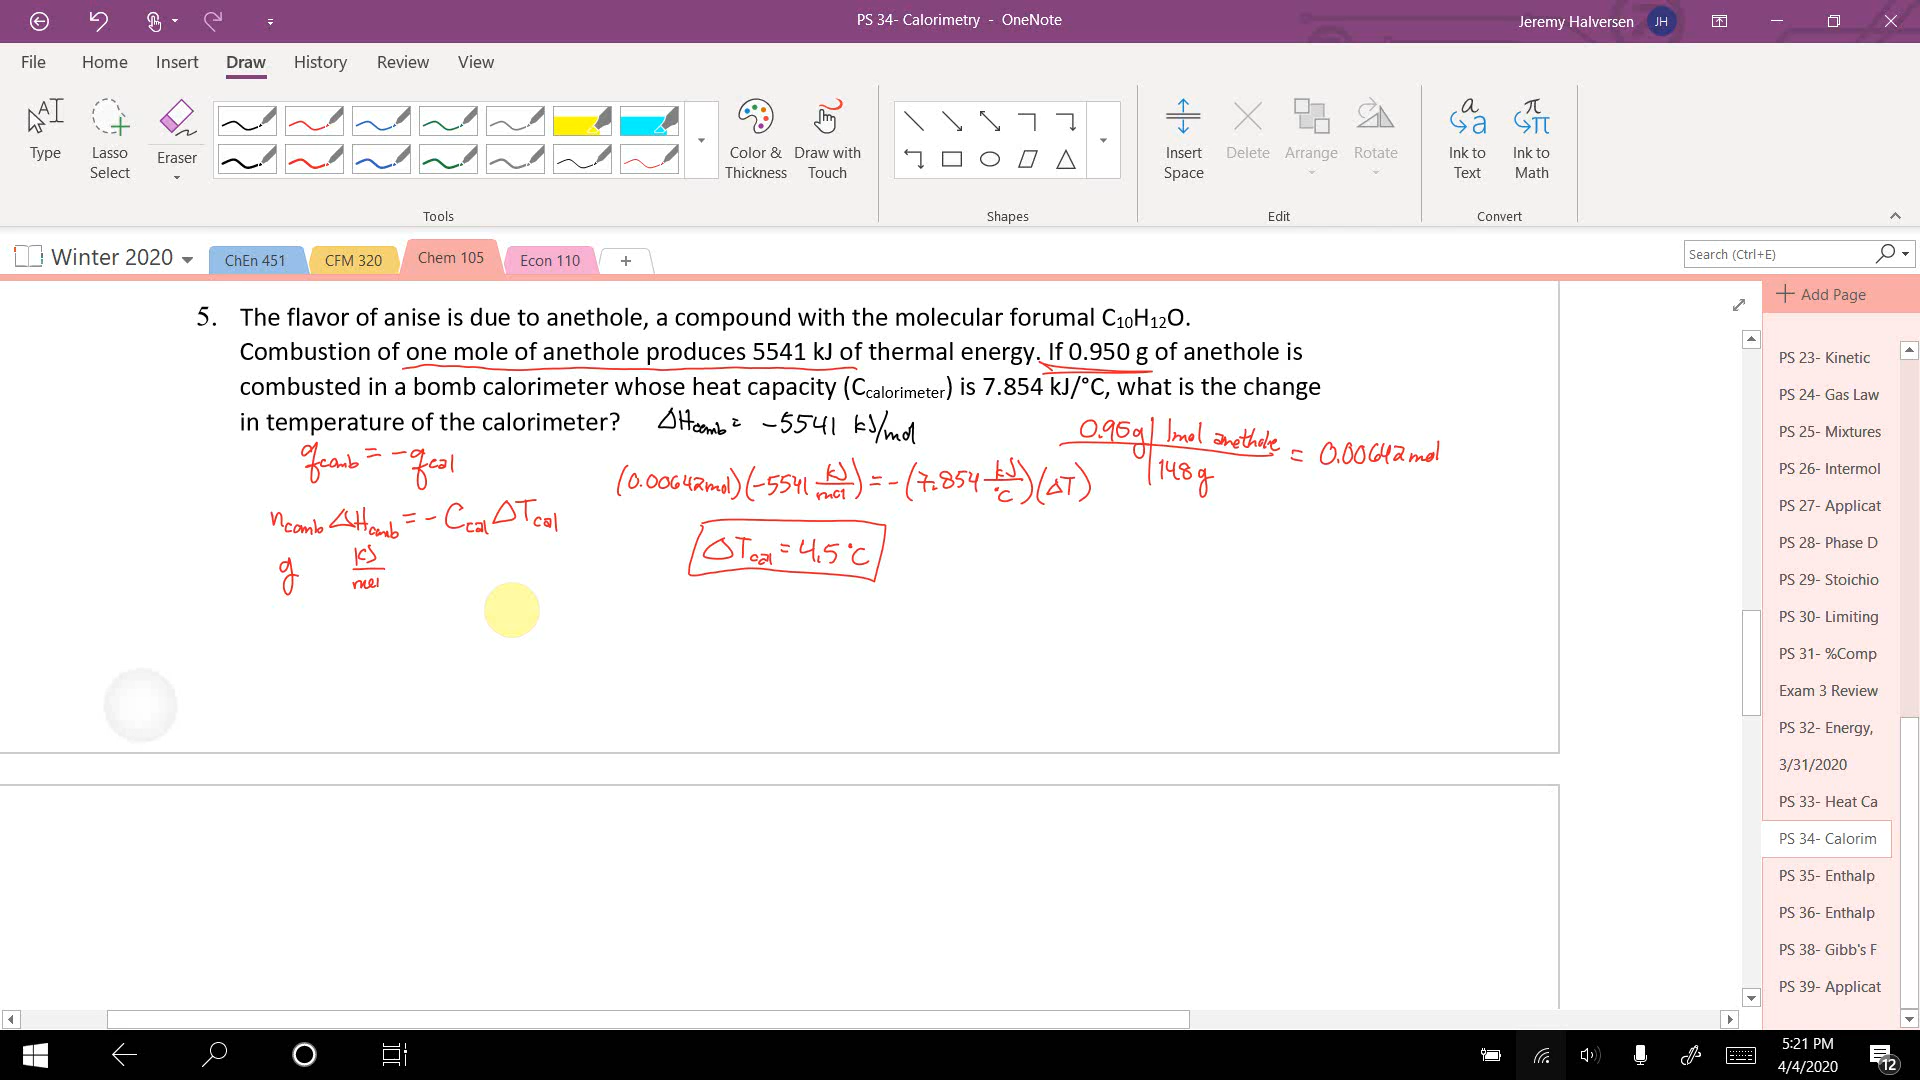 PS 34- Calorimetry - OneNote
Jeremy Halversen JH
File Home Insert Draw History Review View
Type
Lasso Select
Eraser
Color & Thickness
Draw with Touch
Insert Space
Delete
Arrange
Rotate
Ink to Text
Ink to Math
Tools Shapes Edit Convert
Winter 2020 ChEn 451 CFM 320 Chem 105 Econ 110 +
Search (Ctrl+E)
5. The flavor of anise is due to anethole, a compound with the molecular forumal C₁₀H₁₂O.
Combustion of one mole of anethole produces 5541 kJ of thermal energy. If 0.950 g of anethole is
combusted in a bomb calorimeter whose heat capacity (Ccalorimeter) is 7.854 kJ/°C, what is the change
in temperature of the calorimeter?
ΔHcomb = -5541 kJ/mol
qcomb = -qcal
ncomb ΔHcomb = -Ccal ΔTcal
g kJ/mol
0.95g | 1mol anethole / 148g = 0.00642mol
(0.00642mol)(-5541 kJ/mol) = -(7.854 kJ/°C)(ΔT)
ΔTcal = 4.5°C
Add Page
PS 23- Kinetic
PS 24- Gas Law
PS 25- Mixtures
PS 26- Intermol
PS 27- Applicat
PS 28- Phase D
PS 29- Stoichio
PS 30- Limiting
PS 31- %Comp
Exam 3 Review
PS 32- Energy,
3/31/2020
PS 33- Heat Ca
PS 34- Calorim
PS 35- Enthalp
PS 36- Enthalp
PS 38- Gibb's F
PS 39- Applicat
5:21 PM
4/4/2020
12